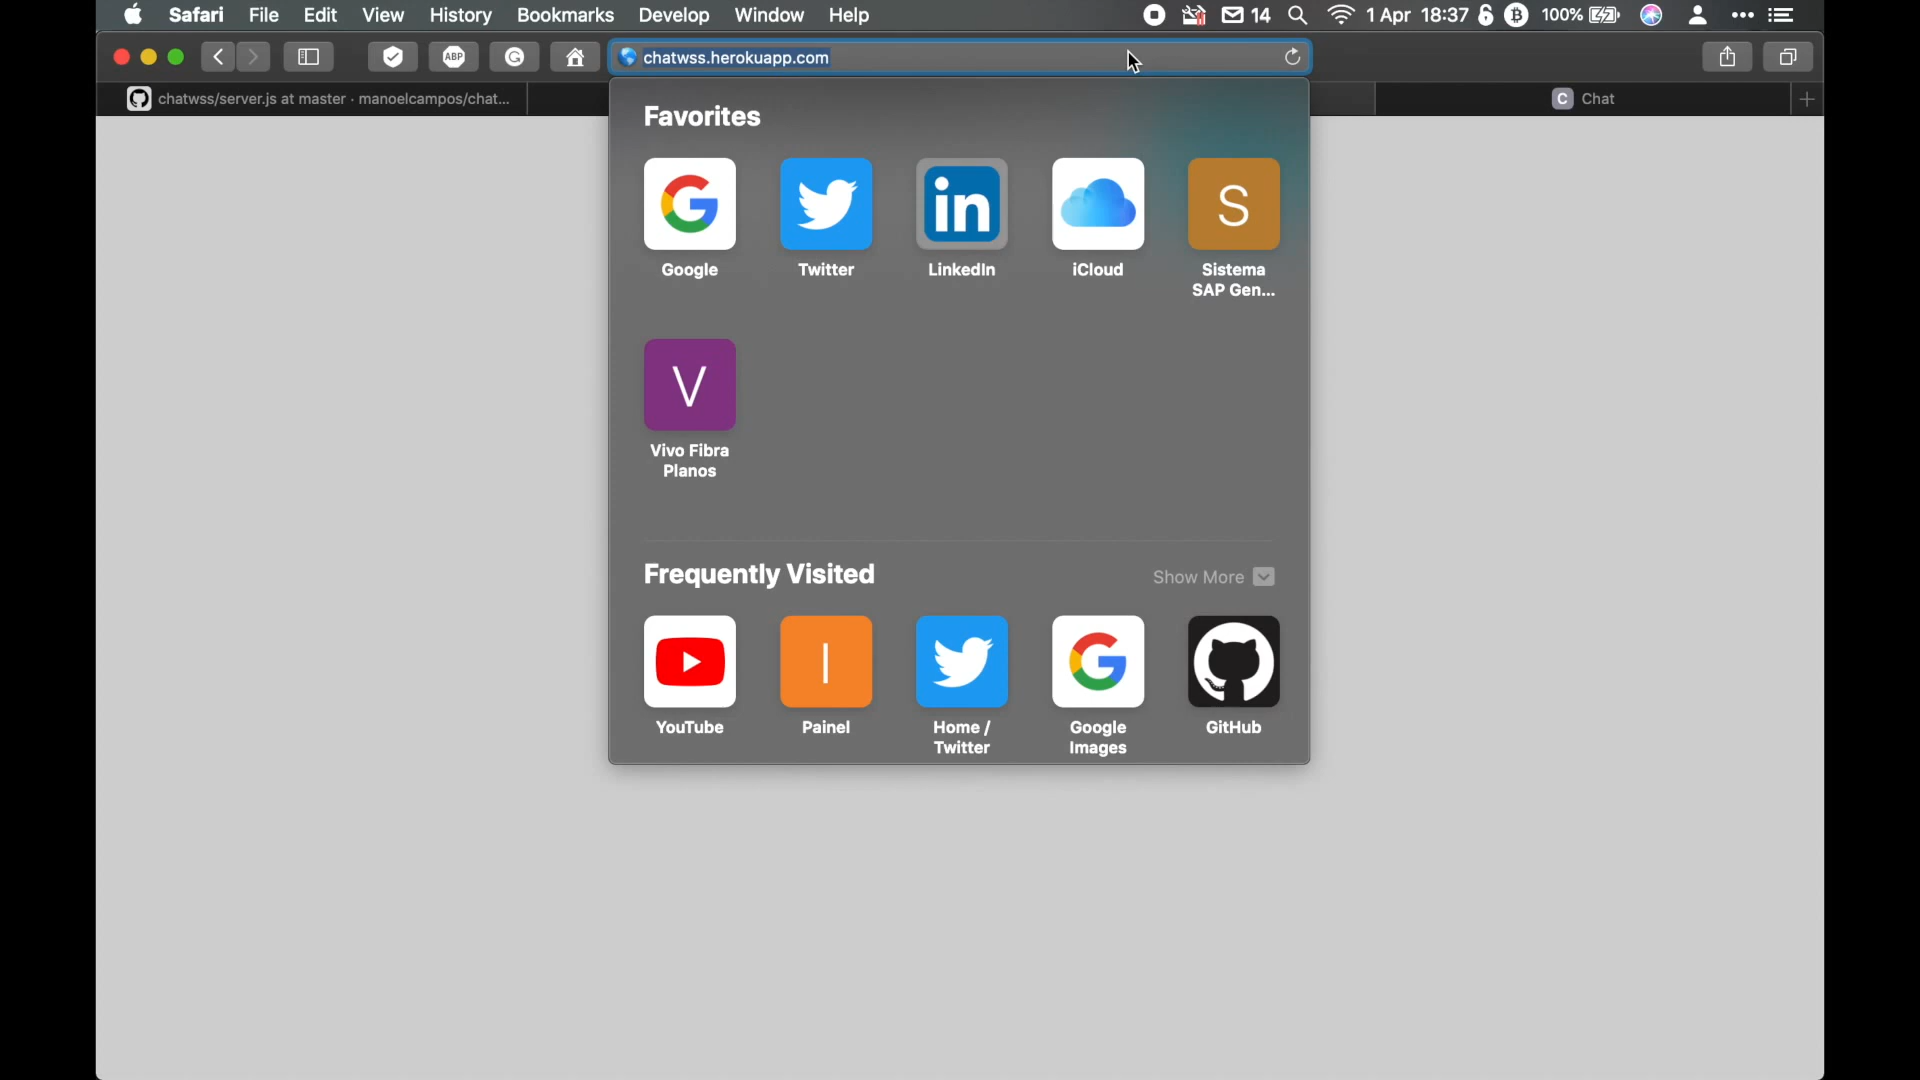 Safari File Edit View History Bookmarks Develop Window Help 14 1 Apr 18:37 100%
ABP G chatwss.herokuapp.com
chatwss/server.js at master · manoelcampos/chat... C Chat
Favorites
G in S
Google Twitter LinkedIn iCloud Sistema
SAP Gen...
V
Vivo Fibra
Planos
Frequently Visited Show More
I G
YouTube Painel Home / Google GitHub
Twitter Images